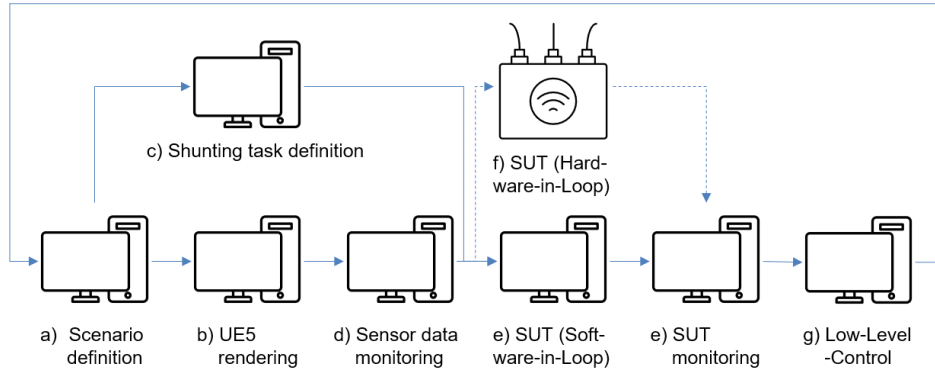 c) Shunting task definition
f) SUT (Hard-
ware-in-Loop)
a) Scenario
definition
b) UE5
rendering
d) Sensor data
monitoring
e) SUT (Soft-
ware-in-Loop)
e) SUT
monitoring
g) Low-Level
-Control